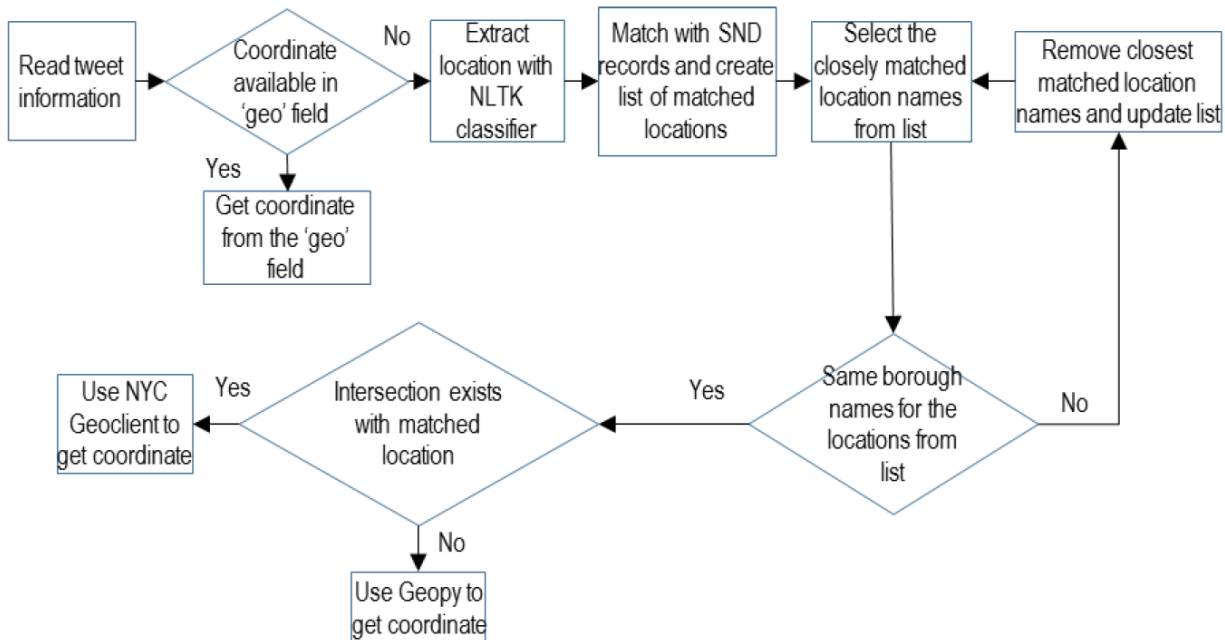 Read tweet
information
Coordinate
available in
‘geo’ field
No
Yes
Get coordinate
from the ‘geo’
field
Extract
location with
NLTK
classifier
Match with SND
records and create
list of matched
locations
Select the
closely matched
location names
from list
Remove closest
matched location
names and update list
Same borough
names for the
locations from
list
No
Yes
Intersection exists
with matched
location
Yes
Use NYC
Geoclient to
get coordinate
No
Use Geopy to
get coordinate